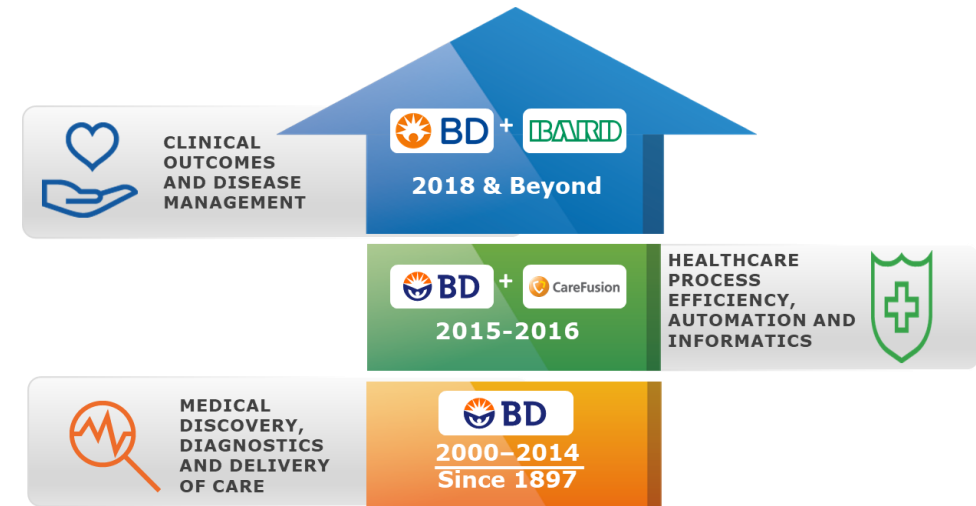 CLINICAL
OUTCOMES
AND DISEASE
MANAGEMENT
BD + BARD
2018 & Beyond
BD + CareFusion
2015-2016
HEALTHCARE
PROCESS
EFFICIENCY,
AUTOMATION AND
INFORMATICS
MEDICAL
DISCOVERY,
DIAGNOSTICS
AND DELIVERY
OF CARE
BD
2000–2014
Since 1897